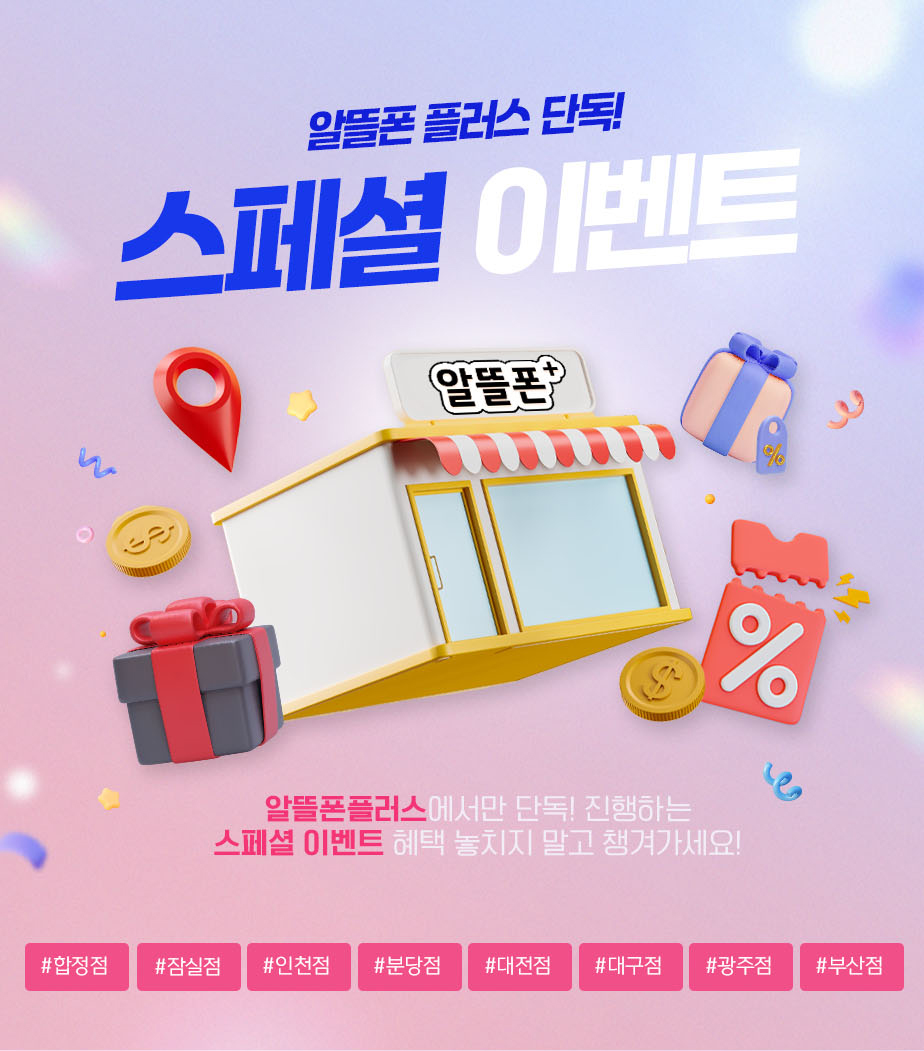 알뜰폰 플러스 단독!
스페셜 이벤트
알뜰폰+
%
$
$
%
알뜰폰플러스에서만 단독! 진행하는
스페셜 이벤트 혜택 놓치지 말고 챙겨가세요!
#합정점 #잠실점 #인천점 #분당점 #대전점 #대구점 #광주점 #부산점